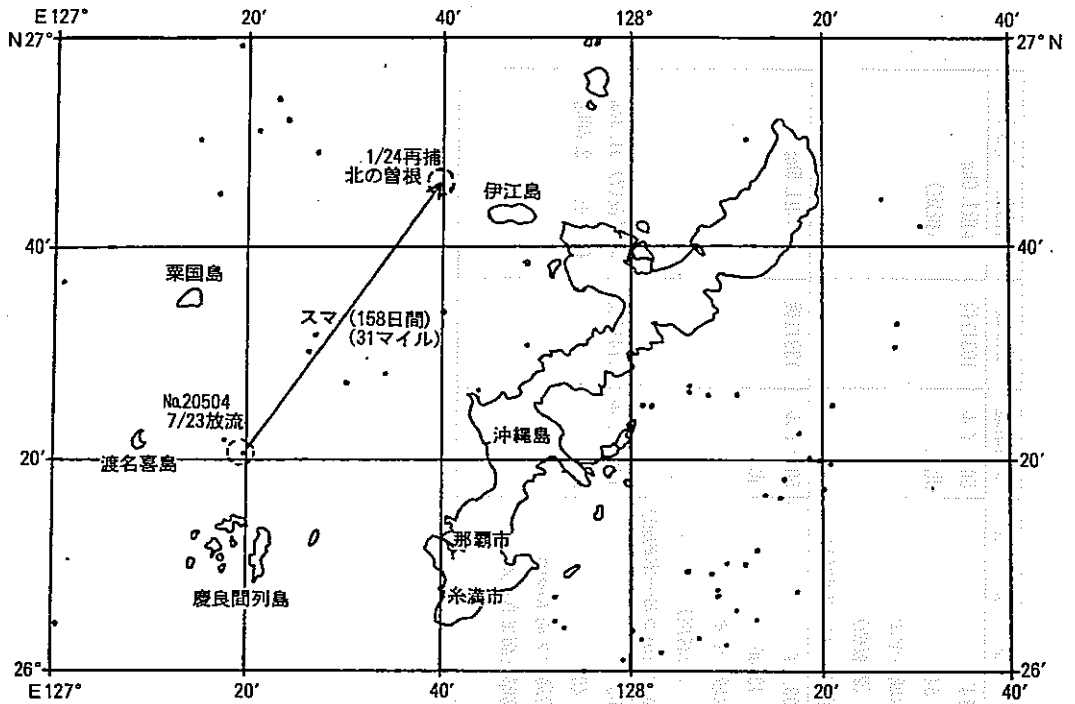 E127° 20′ 40′ 128° 20′ 40′
N27° 27°N
1/24再捕
北の曽根
伊江島
40′ 40′
粟国島
スマ (158日間)
(31マイル)
No.20504
7/23放流
渡名喜島
沖縄島
20′ 20′
那覇市
慶良間列島
糸満市
26° 26°
E127° 20′ 40′ 128° 20′ 40′